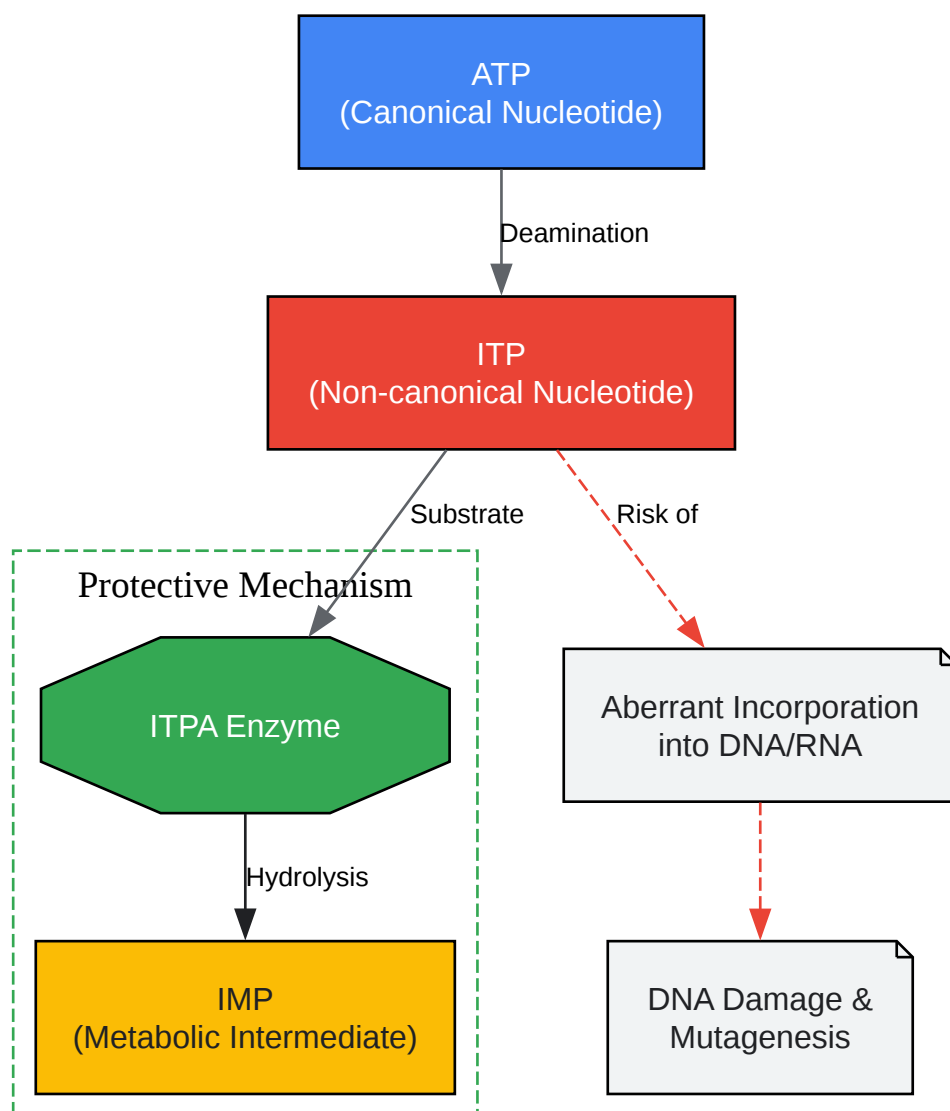 ATP
(Canonical Nucleotide)
Deamination
ITP
(Non-canonical Nucleotide)
Substrate
Risk of
Protective Mechanism
ITPA Enzyme
Aberrant Incorporation
into DNA/RNA
Hydrolysis
IMP
(Metabolic Intermediate)
DNA Damage &
Mutagenesis